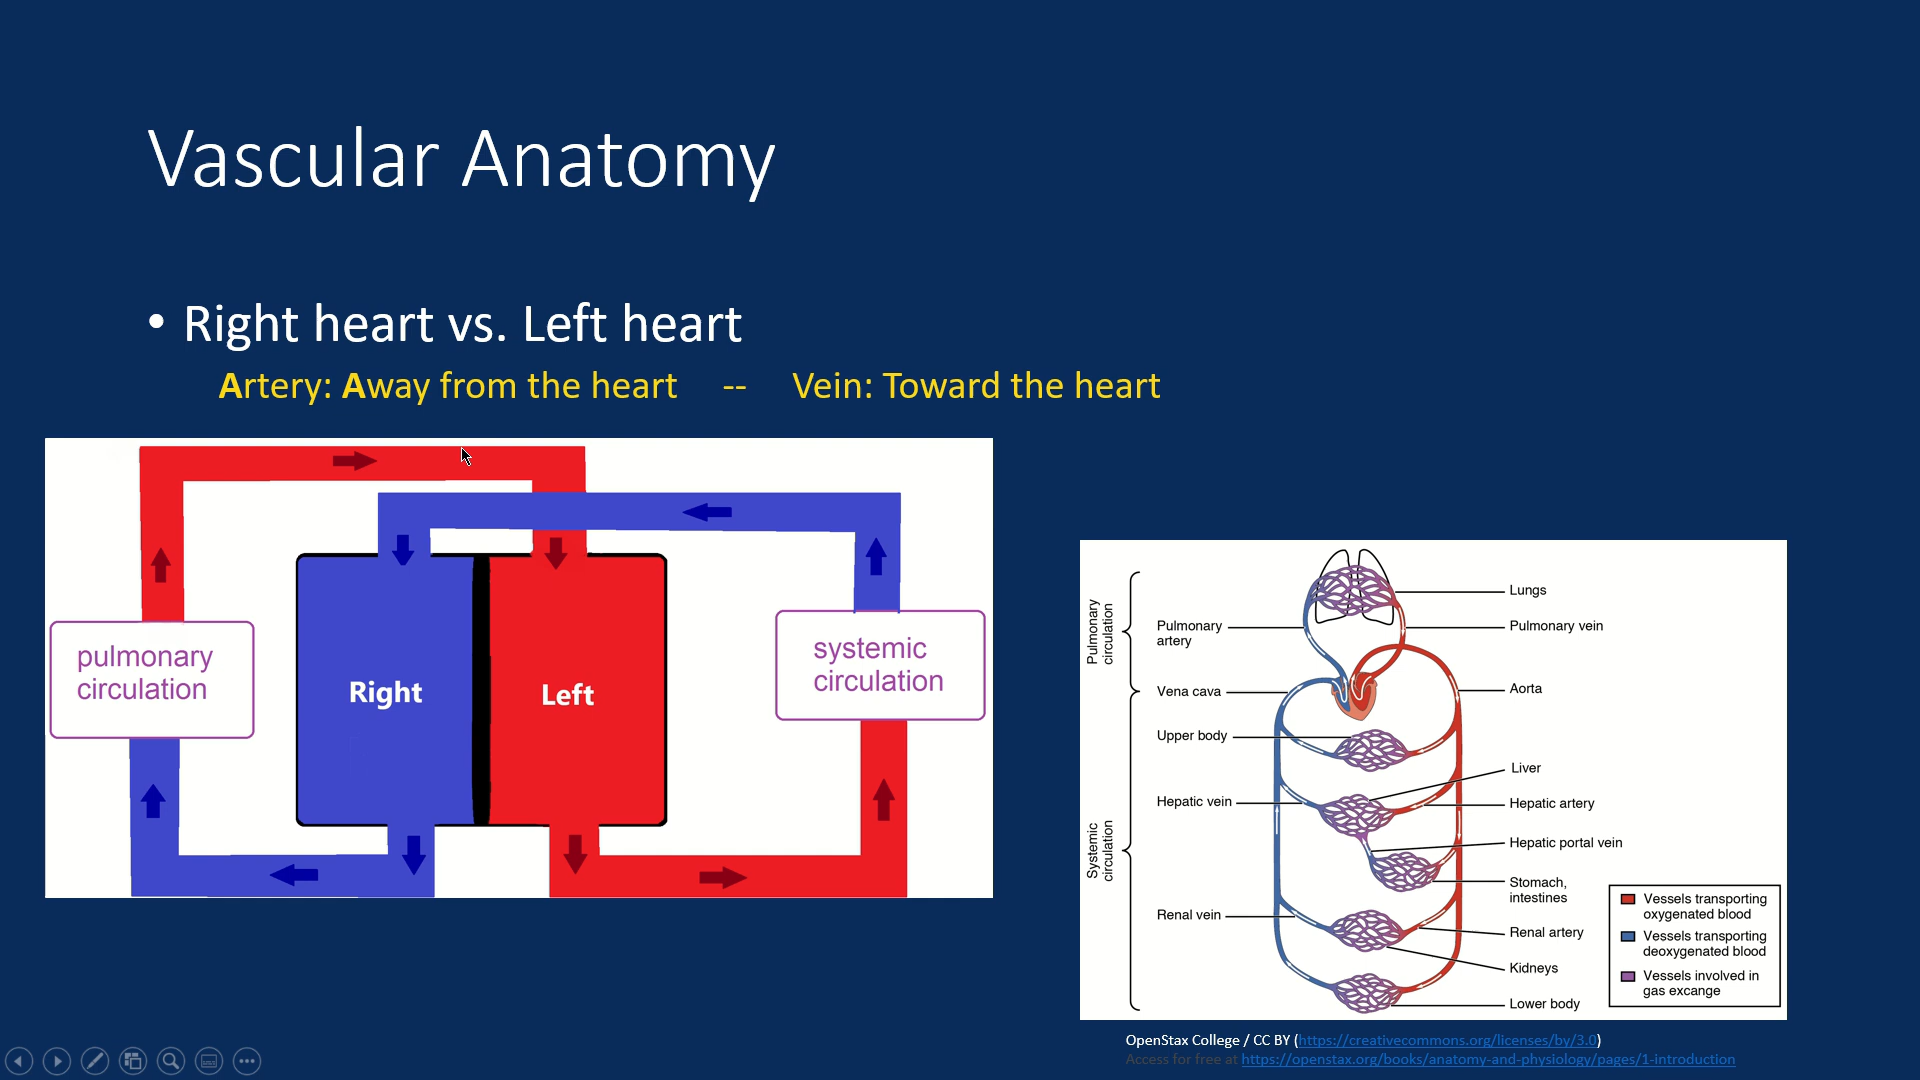 Vascular Anatomy
• Right heart vs. Left heart
Artery: Away from the heart -- Vein: Toward the heart
pulmonary
circulation
Right
Left
systemic
circulation
Pulmonary
circulation
Systemic
circulation
Pulmonary
artery
Vena cava
Upper body
Hepatic vein
Renal vein
Lungs
Pulmonary vein
Aorta
Liver
Hepatic artery
Hepatic portal vein
Stomach,
intestines
Renal artery
Kidneys
Lower body
Vessels transporting
oxygenated blood
Vessels transporting
deoxygenated blood
Vessels involved in
gas excange
OpenStax College / CC BY (https://creativecommons.org/licenses/by/3.0)
Access for free at https://openstax.org/books/anatomy-and-physiology/pages/1-introduction